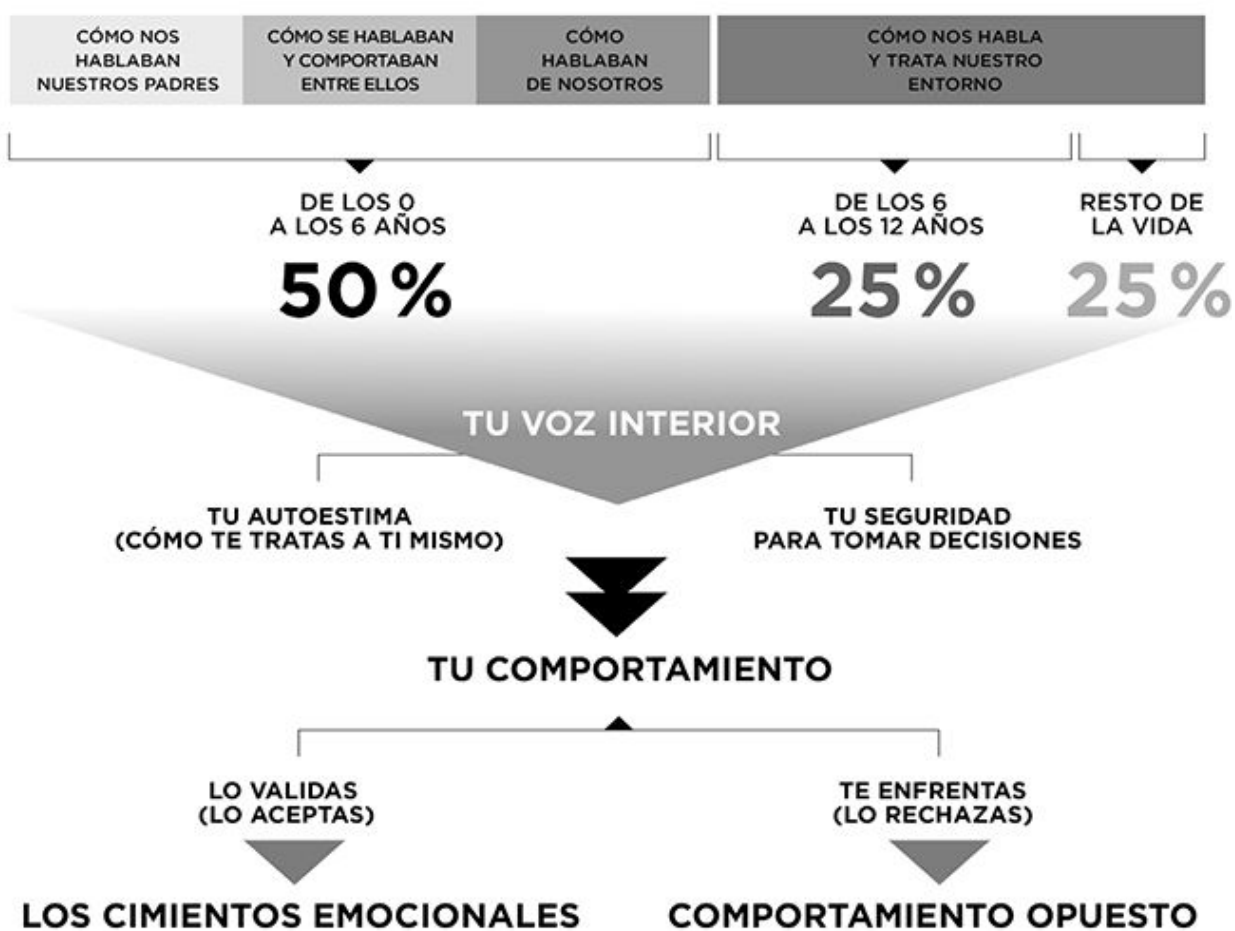 CÓMO NOS
HABLABAN
NUESTROS PADRES
CÓMO SE HABLABAN
Y COMPORTABAN
ENTRE ELLOS
CÓMO
HABLABAN
DE NOSOTROS
CÓMO NOS HABLA
Y TRATA NUESTRO
ENTORNO
DE LOS 0
A LOS 6 AÑOS
50 %
DE LOS 6
A LOS 12 AÑOS
25 %
RESTO DE
LA VIDA
25 %
TU VOZ INTERIOR
TU AUTOESTIMA
(CÓMO TE TRATAS A TI MISMO)
TU SEGURIDAD
PARA TOMAR DECISIONES
TU COMPORTAMIENTO
LO VALIDAS
(LO ACEPTAS)
TE ENFRENTAS
(LO RECHAZAS)
LOS CIMIENTOS EMOCIONALES
COMPORTAMIENTO OPUESTO